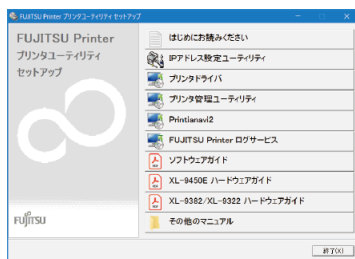 FUJITSU Printer プリンタユーティリティ セットアップ
FUJITSU Printer
プリンタユーティリティ
セットアップ
はじめにお読みください
IPアドレス設定ユーティリティ
プリンタドライバ
プリンタ管理ユーティリティ
Printianavi2
FUJITSU Printer ログサービス
ソフトウェアガイド
XL-9450E ハードウェアガイド
XL-9382/XL-9322 ハードウェアガイド
その他のマニュアル
FUJITSU
終了(X)